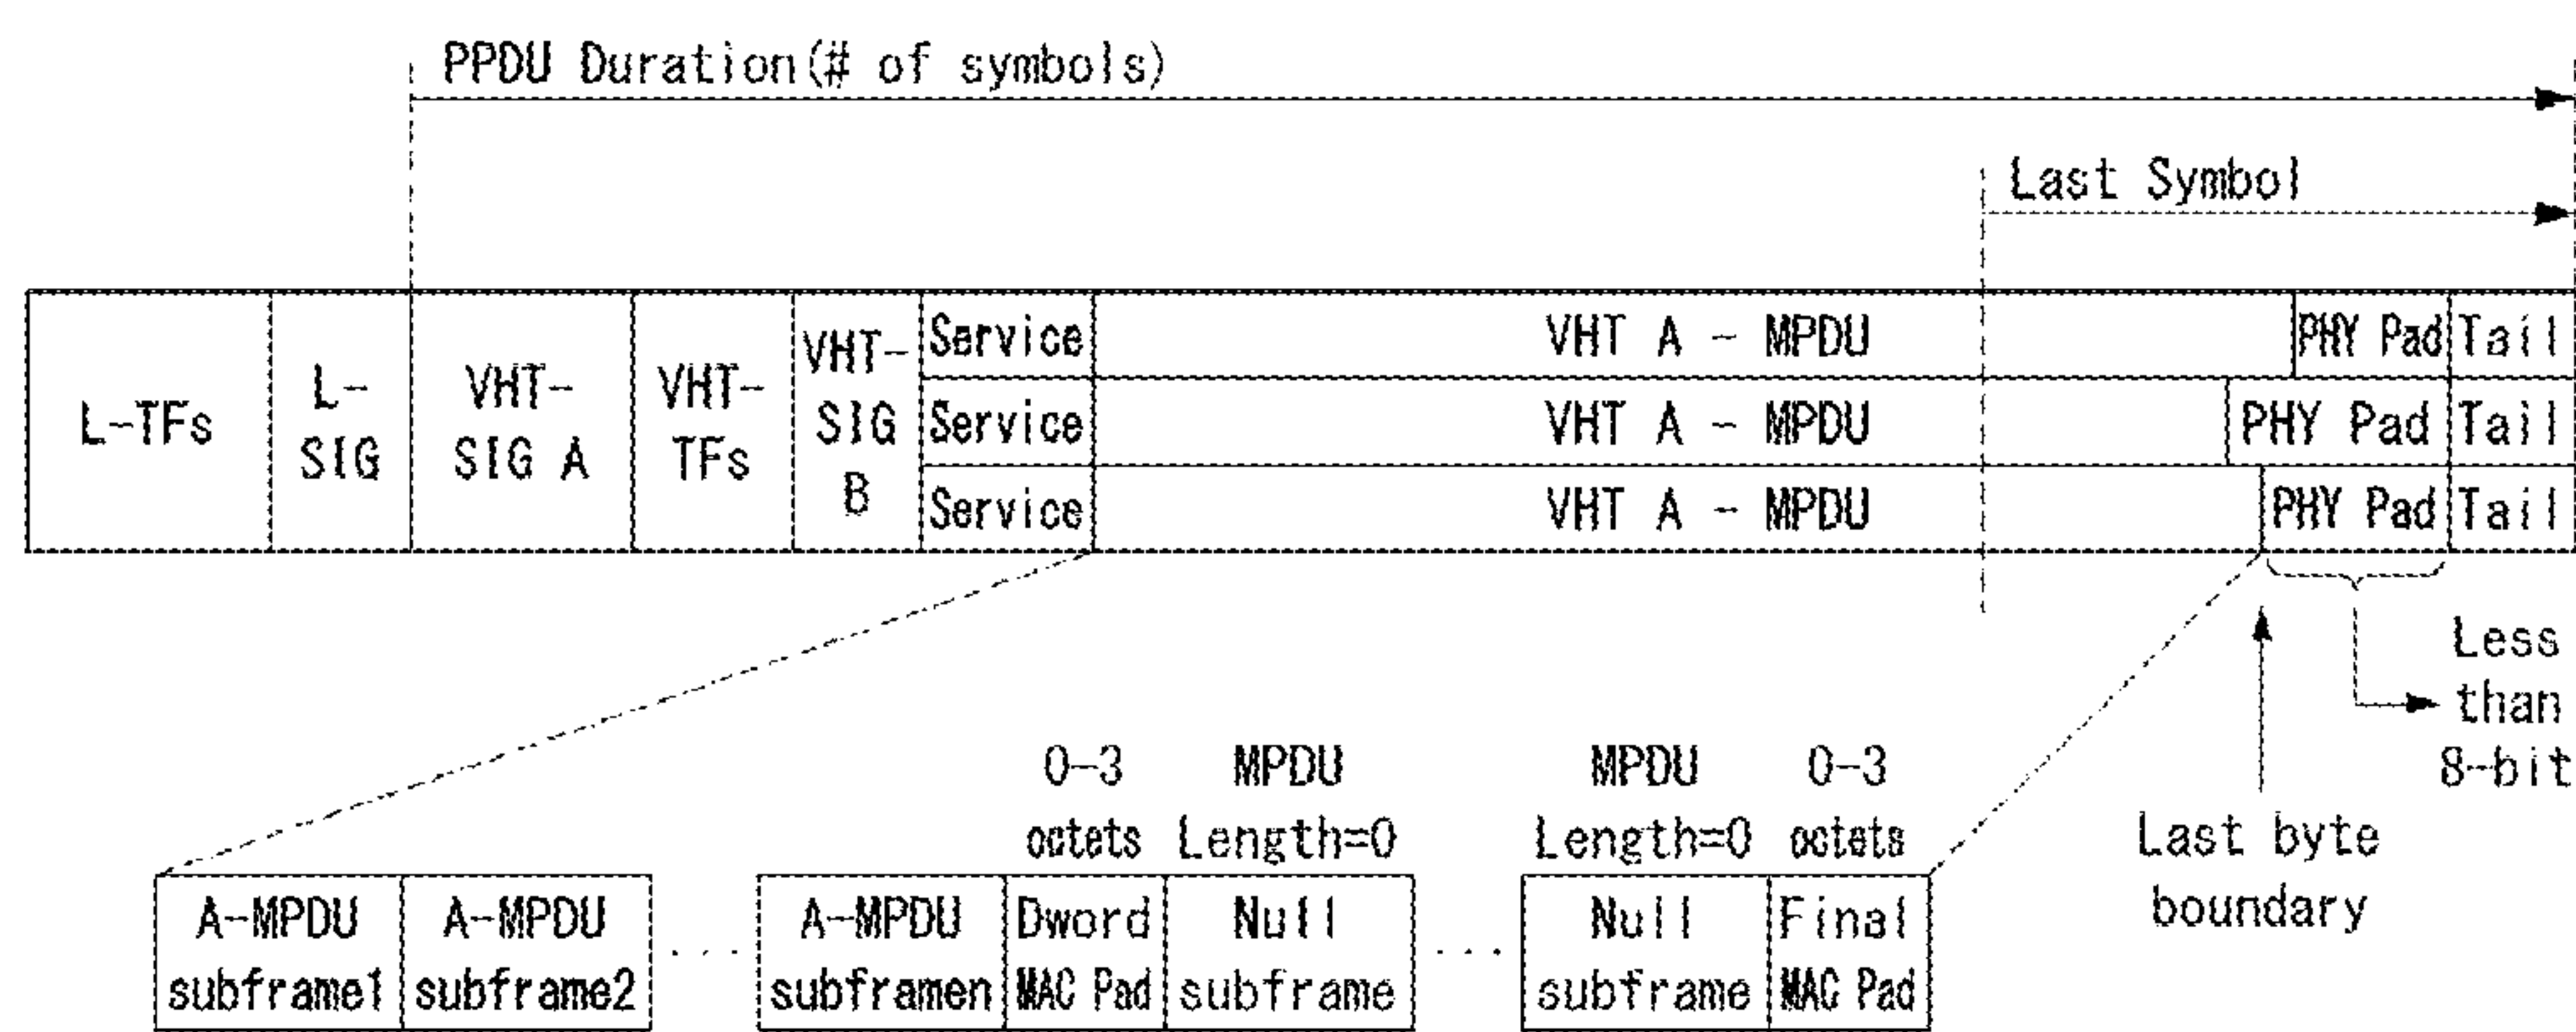 PPDU Duration(# of symbols)
Last Symbol
L-TFs
L-
SIG
VHT-
SIG A
VHT-
TFs
VHT-
SIG
B
Service
VHT A - MPDU
PHY Pad
Tail
Service
VHT A - MPDU
PHY Pad
Tail
Service
VHT A - MPDU
PHY Pad
Tail
Less
than
8-bit
Last byte
boundary
0-3
octets
MPDU
Length=0
MPDU
Length=0
0-3
octets
A-MPDU
subframe1
A-MPDU
subframe2
. . .
A-MPDU
subframen
Dword
MAC Pad
Null
subframe
. . .
Null
subframe
Final
MAC Pad